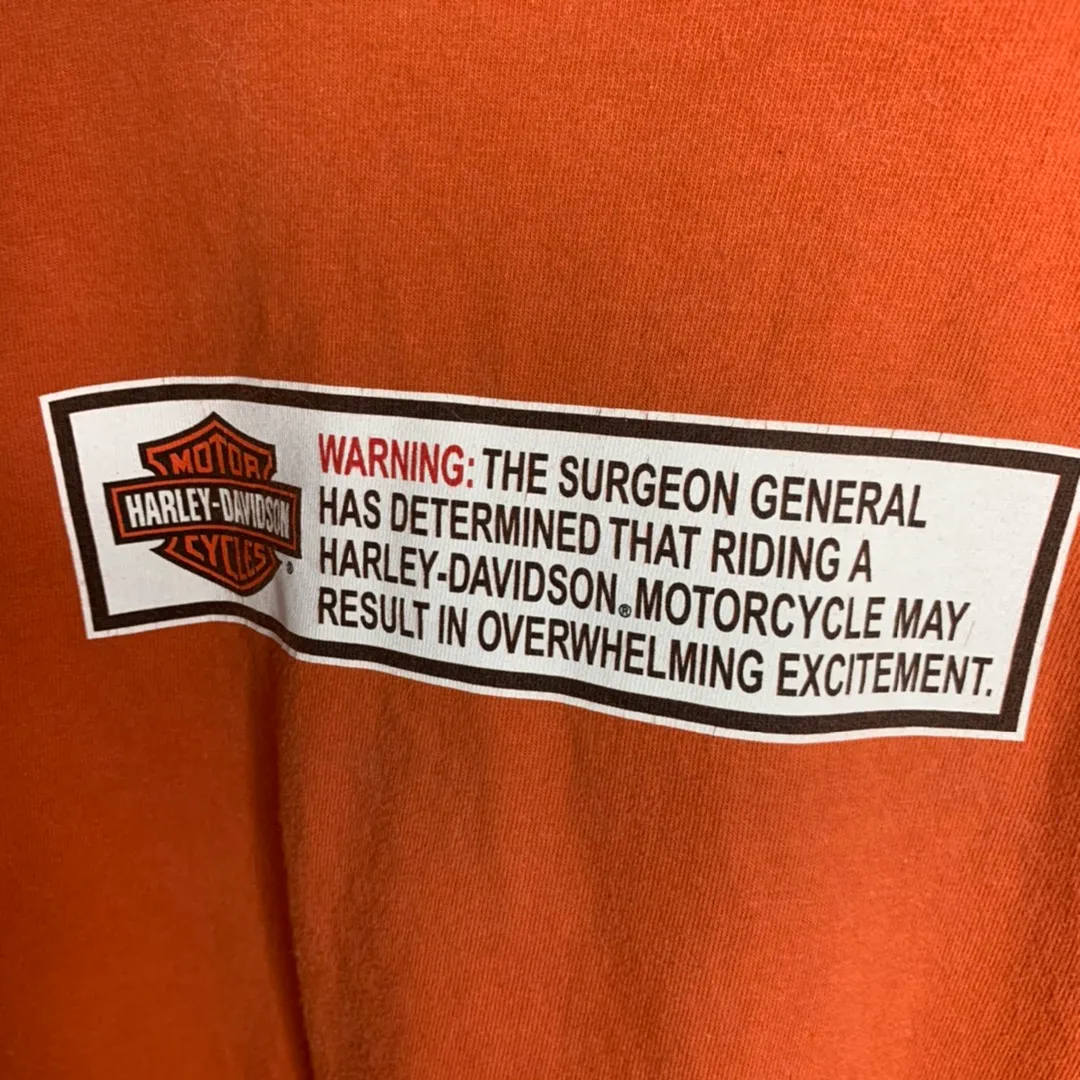 MOTOR
HARLEY-DAVIDSON
CYCLES
®
WARNING: THE SURGEON GENERAL
HAS DETERMINED THAT RIDING A
HARLEY-DAVIDSON® MOTORCYCLE MAY
RESULT IN OVERWHELMING EXCITEMENT.